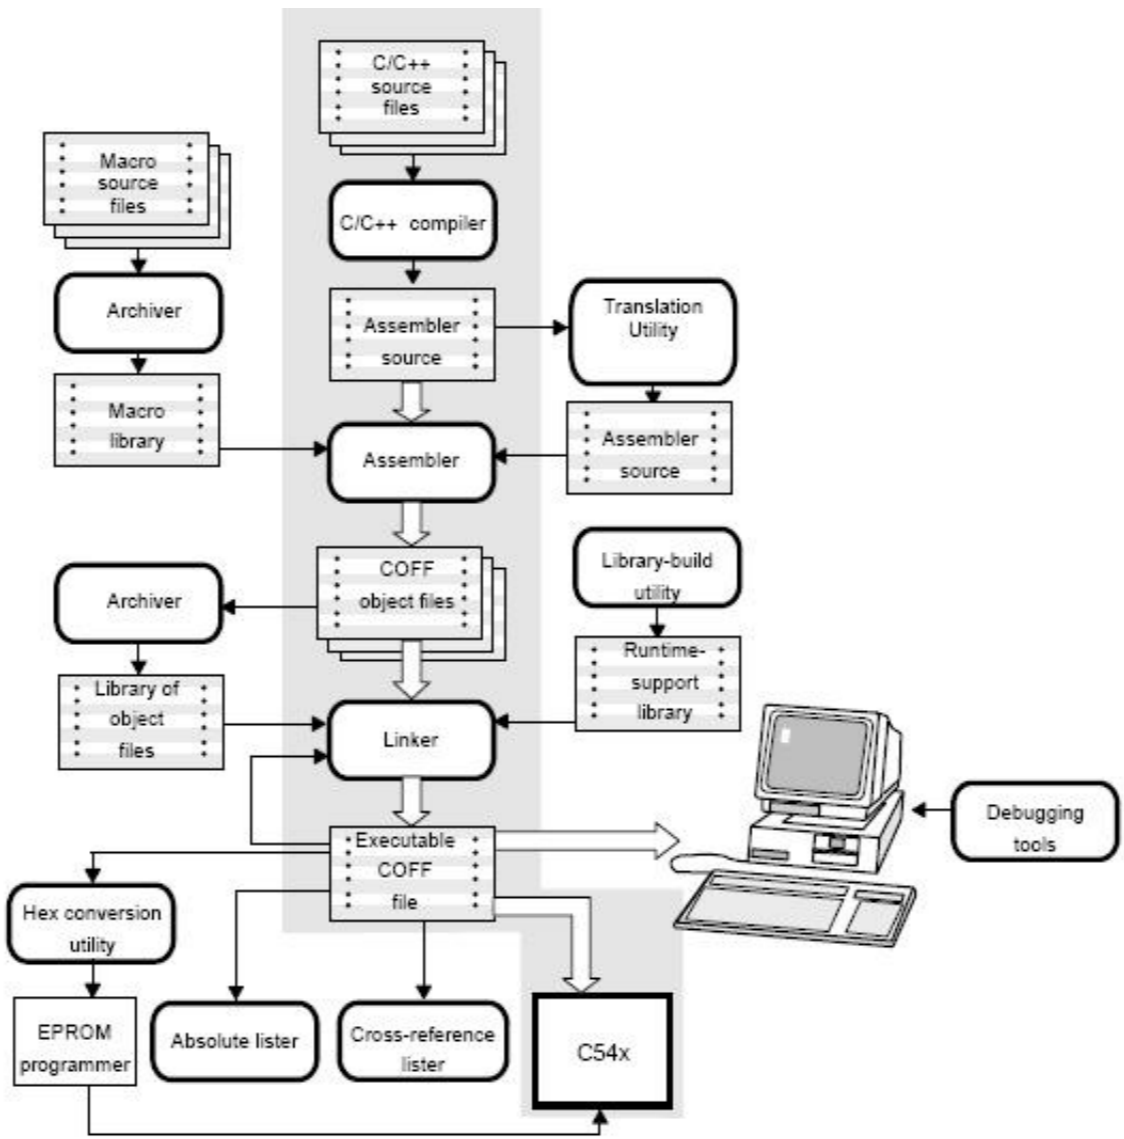 C/C++
source
files
Macro
source
files
C/C++ compiler
Archiver
Translation
Utility
Assembler
source
Macro
library
Assembler
Assembler
source
COFF
object files
Library-build
utility
Archiver
Runtime-
support
library
Library of
object
files
Linker
Debugging
tools
Executable
COFF
file
Hex conversion
utility
EPROM
programmer
Absolute lister
Cross-reference
lister
C54x